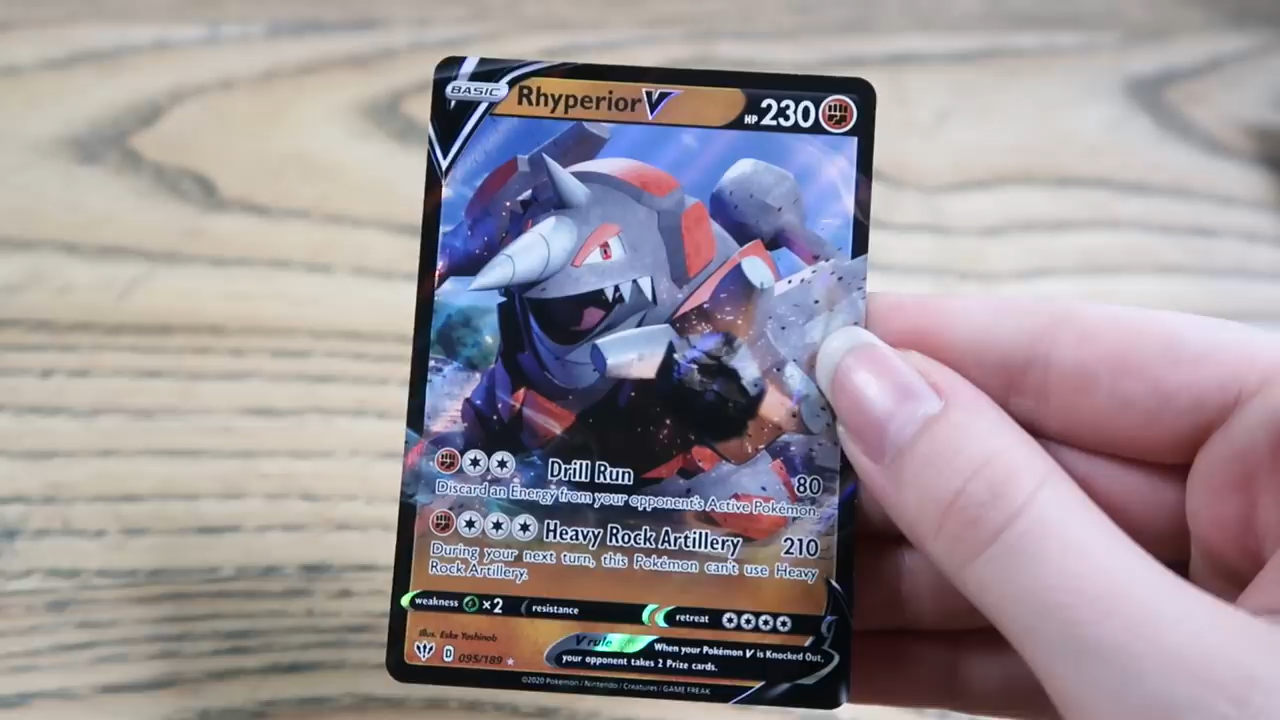 BASIC
Rhyperior V
HP 230
Drill Run 80
Discard an Energy from your opponent's Active Pokémon.
Heavy Rock Artillery 210
During your next turn, this Pokémon can't use Heavy
Rock Artillery.
weakness ×2 resistance retreat
Illus. Eske Yoshinob
V rule
When your Pokémon V is Knocked Out,
your opponent takes 2 Prize cards.
D 095/189
©2020 Pokémon / Nintendo / Creatures / GAME FREAK